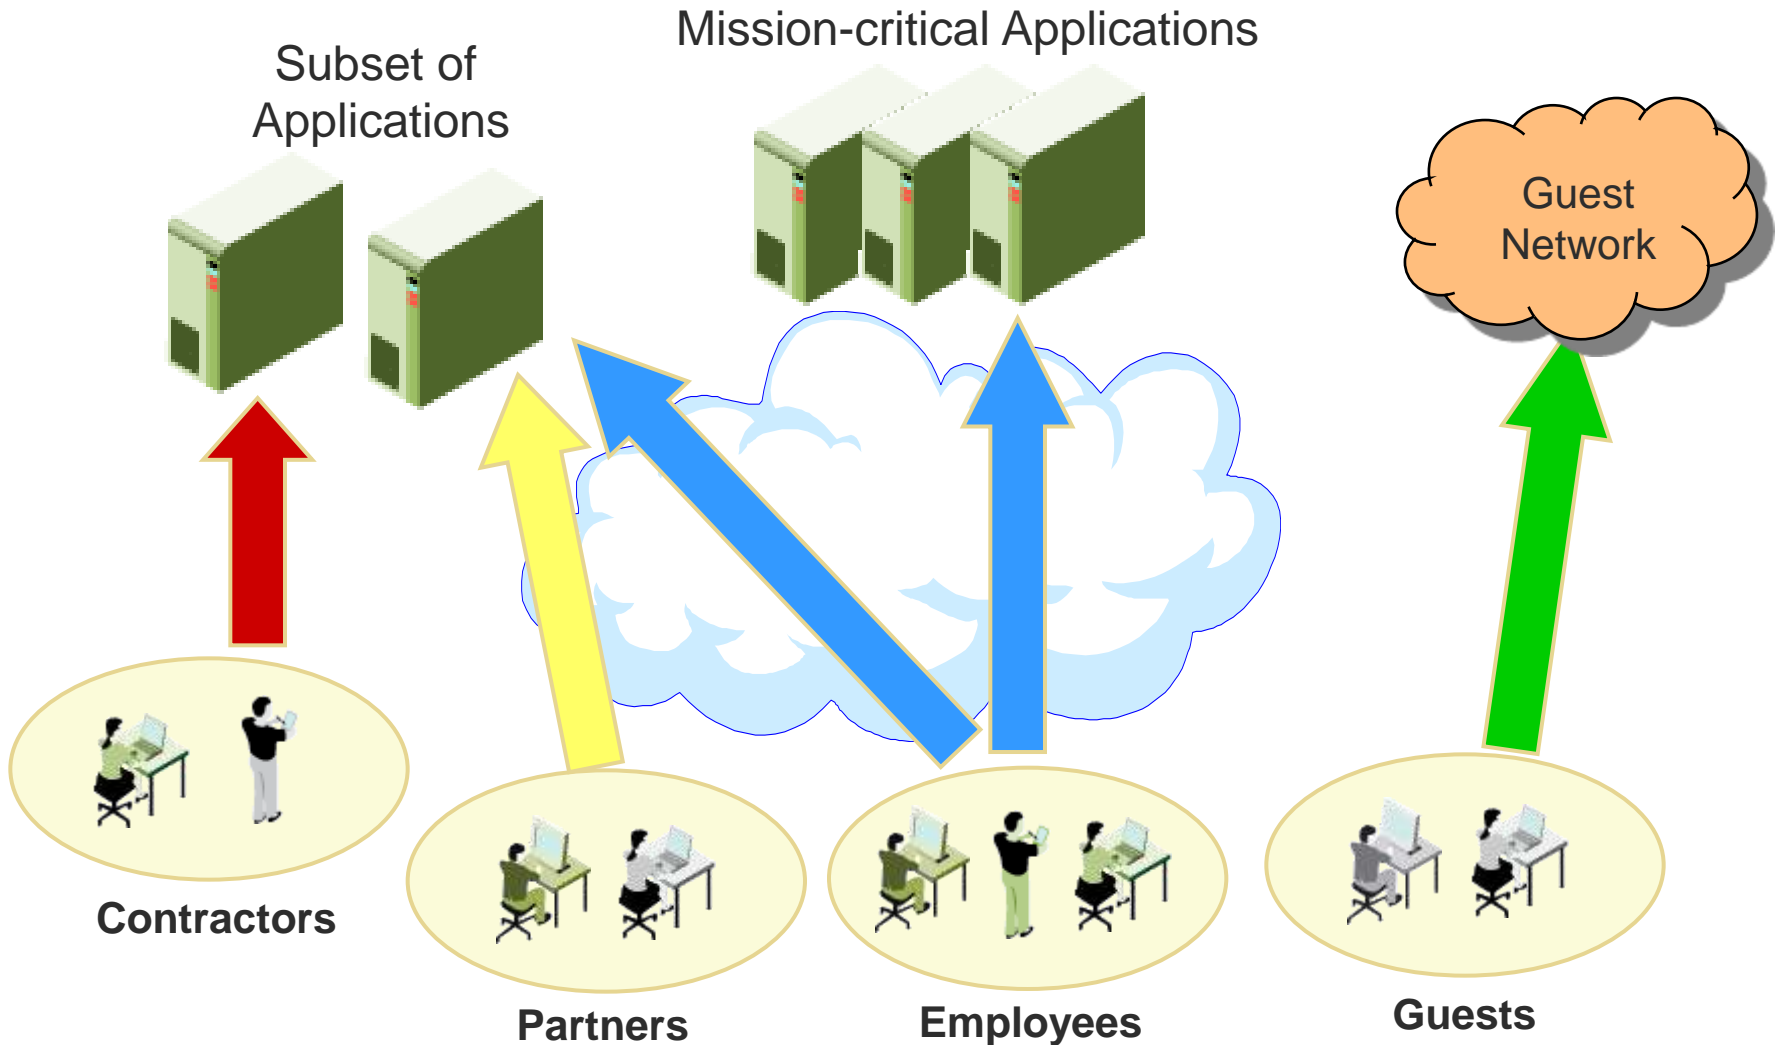 Mission-critical Applications
Subset of
Applications
Guest
Network
Contractors
Partners
Employees
Guests